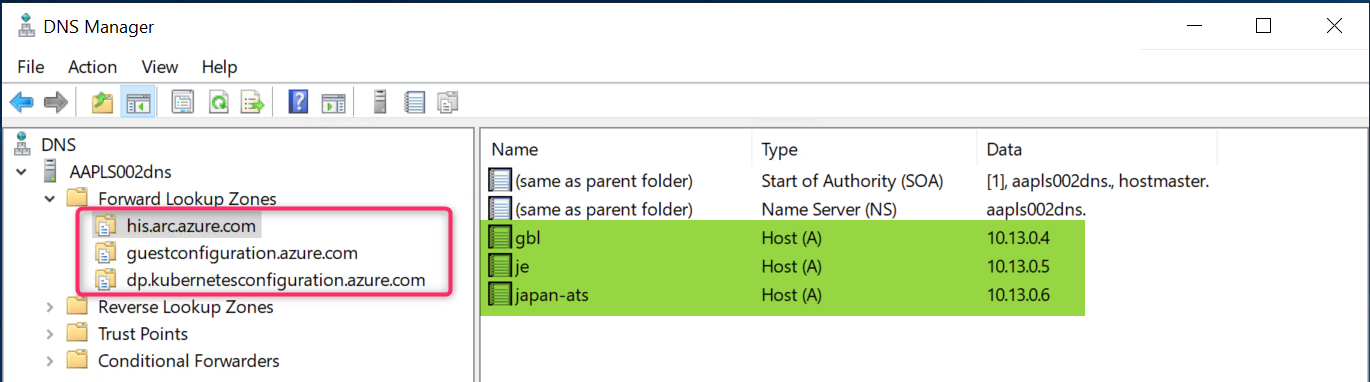 DNS Manager
File Action View Help
DNS
AAPLS002dns
Forward Lookup Zones
his.arc.azure.com
guestconfiguration.azure.com
dp.kubernetesconfiguration.azure.com
Reverse Lookup Zones
Trust Points
Conditional Forwarders
Name Type Data
(same as parent folder) Start of Authority (SOA) [1], aapls002dns., hostmaster.
(same as parent folder) Name Server (NS) aapls002dns.
gbl Host (A) 10.13.0.4
je Host (A) 10.13.0.5
japan-ats Host (A) 10.13.0.6